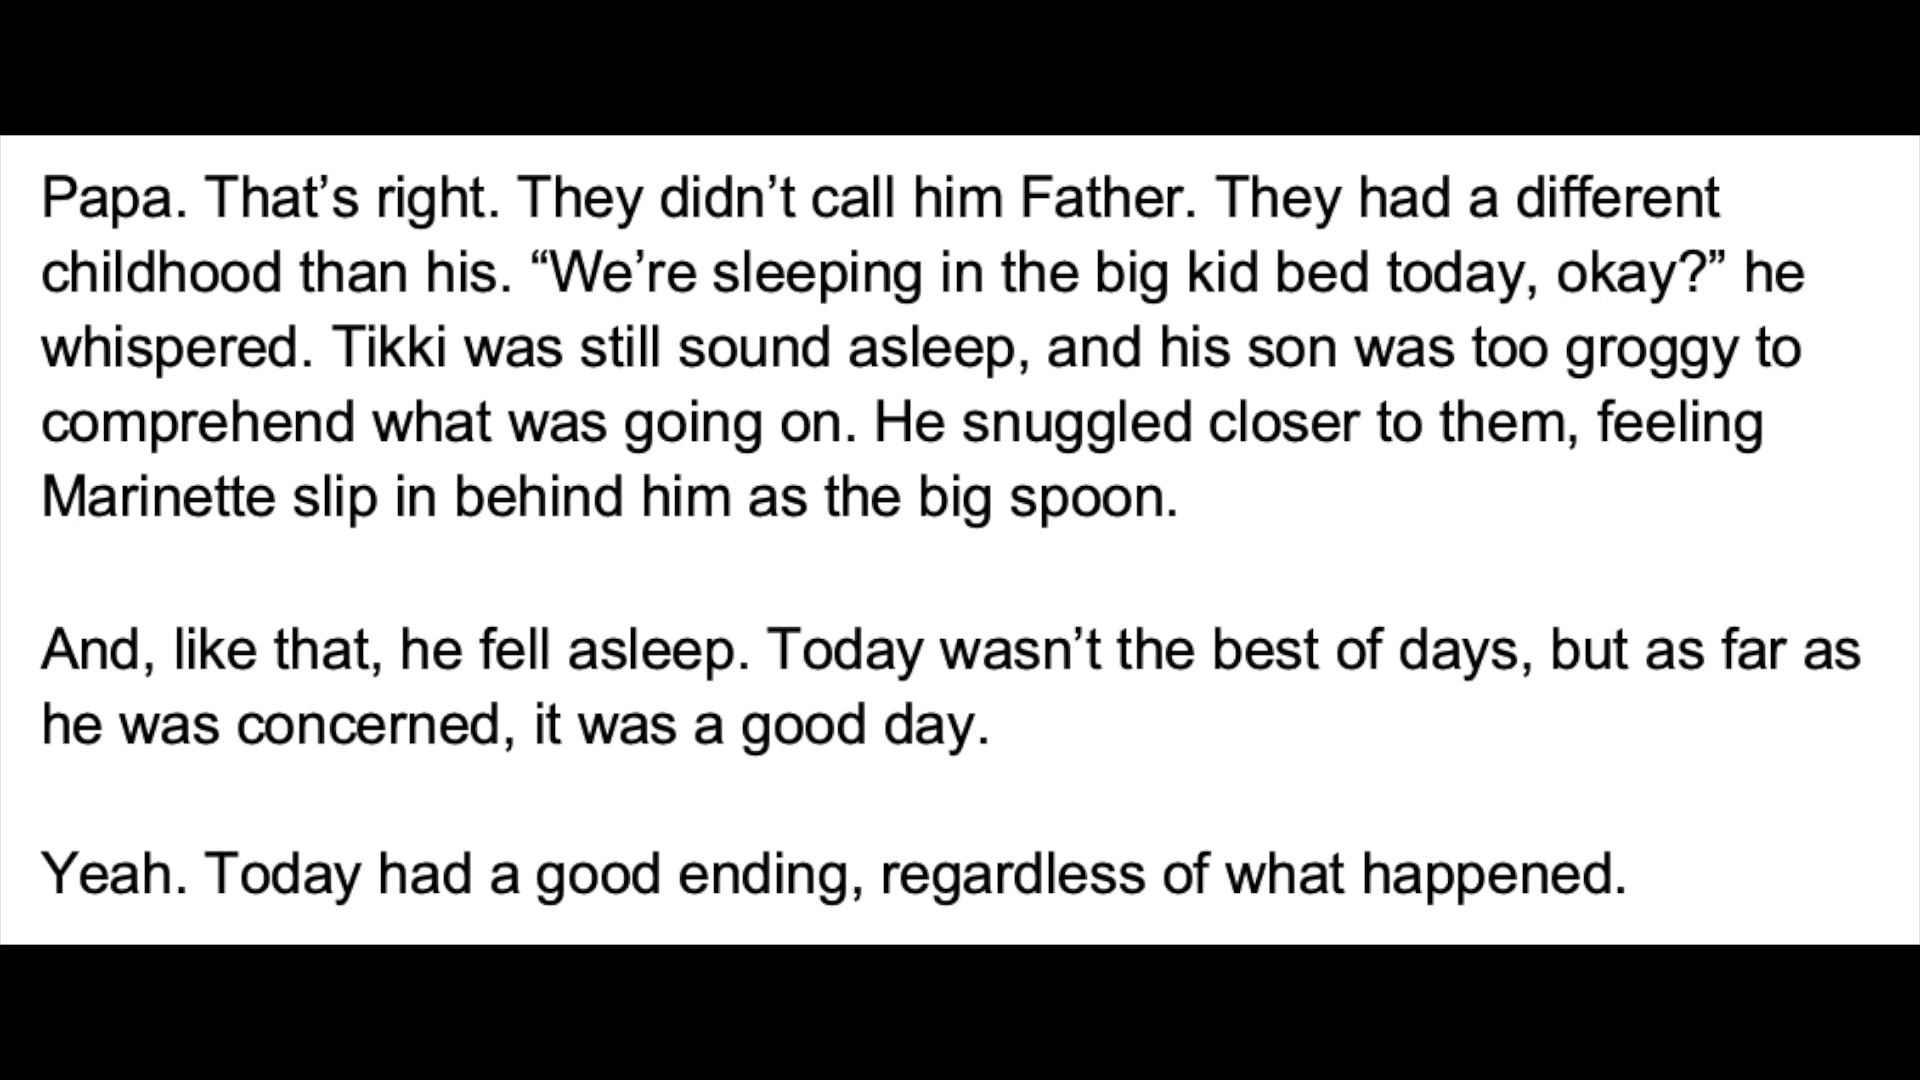 Papa. That’s right. They didn’t call him Father. They had a different
childhood than his. “We’re sleeping in the big kid bed today, okay?” he
whispered. Tikki was still sound asleep, and his son was too groggy to
comprehend what was going on. He snuggled closer to them, feeling
Marinette slip in behind him as the big spoon.
And, like that, he fell asleep. Today wasn’t the best of days, but as far as
he was concerned, it was a good day.
Yeah. Today had a good ending, regardless of what happened.